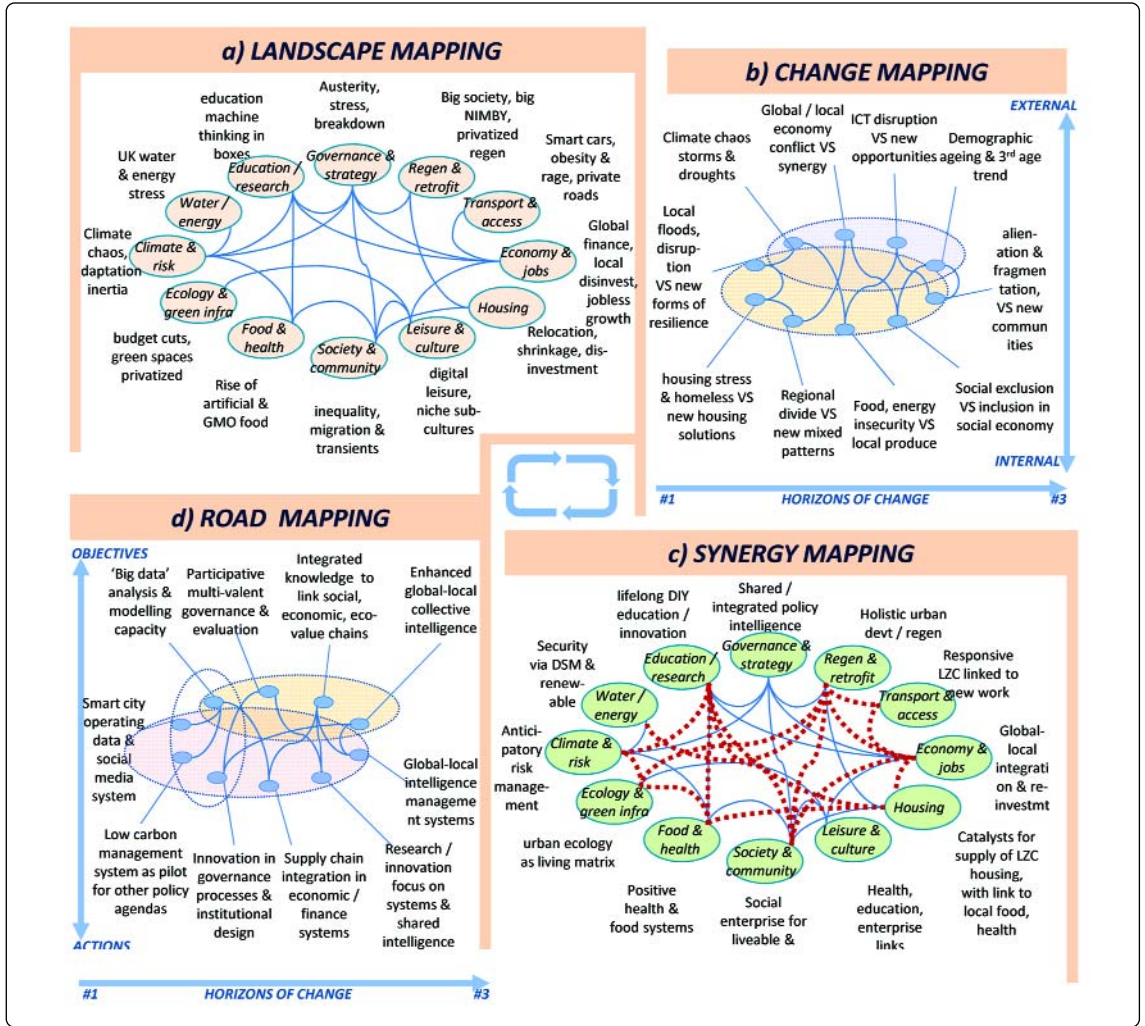 a) LANDSCAPE MAPPING
education
machine
thinking in
boxes
Austerity,
stress,
breakdown
Big society, big
NIMBY,
privatized
regen
UK water
& energy
stress
Smart cars,
obesity &
rage, private
roads
Education /
research
Governance &
strategy
Regen &
retrofit
Water /
energy
Transport &
access
Climate
chaos,
daptation
inertia
Climate &
risk
Economy &
jobs
Global
finance,
local
disinvest,
jobless
growth
Ecology &
green infra
Housing
Food &
health
Society &
community
Leisure &
culture
budget cuts,
green spaces
privatized
Relocation,
shrinkage, dis-
investment
Rise of
artificial &
GMO food
inequality,
migration &
transients
digital
leisure,
niche sub-
cultures
b) CHANGE MAPPING
EXTERNAL
Climate chaos
storms &
droughts
Global / local
economy
conflict VS
synergy
ICT disruption
VS new
opportunities
Demographic
ageing & 3rd age
trend
Local
floods,
disrup-
tion
VS new
forms of
resilience
alien-
ation &
fragmen
tation,
VS new
commun
ities
housing stress
& homeless VS
new housing
solutions
Regional
divide VS
new mixed
patterns
Food, energy
insecurity VS
local produce
Social exclusion
VS inclusion in
social economy
INTERNAL
#1 HORIZONS OF CHANGE #3
d) ROAD MAPPING
OBJECTIVES
'Big data'
analysis &
modelling
capacity
Participative
multi-valent
governance &
evaluation
Integrated
knowledge to
link social,
economic, eco-
value chains
Enhanced
global-local
collective
intelligence
Smart city
operating
data &
social
media
system
Global-local
intelligence
manageme
nt systems
Low carbon
management
system as pilot
for other policy
agendas
Innovation in
governance
processes &
institutional
design
Supply chain
integration in
economic /
finance
systems
Research /
innovation
focus on
systems &
shared
intelligence
ACTIONS
#1 HORIZONS OF CHANGE #3
c) SYNERGY MAPPING
lifelong DIY
education /
innovation
Shared /
integrated policy
intelligence
Holistic urban
devt / regen
Security
via DSM &
renew-
able
Responsive
LZC linked to
new work
Education /
research
Governance &
strategy
Regen &
retrofit
Water /
energy
Transport &
access
Antici-
patory
risk
manage-
ment
Climate &
risk
Economy &
jobs
Global-
local
integrati
on & re-
investmt
Ecology &
green infra
Housing
Food &
health
Society &
community
Leisure &
culture
urban ecology
as living matrix
Catalysts for
supply of LZC
housing,
with link to
local food,
health
Positive
health &
food systems
Social
enterprise for
liveable &
Health,
education,
enterprise
links